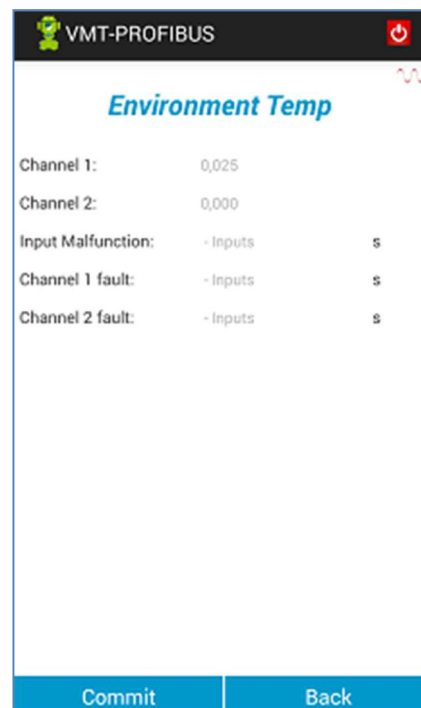 VMT-PROFIBUS
Environment Temp
Channel 1: 0,025
Channel 2: 0,000
Input Malfunction: - Inputs s
Channel 1 fault: - Inputs s
Channel 2 fault: - Inputs s
Commit Back